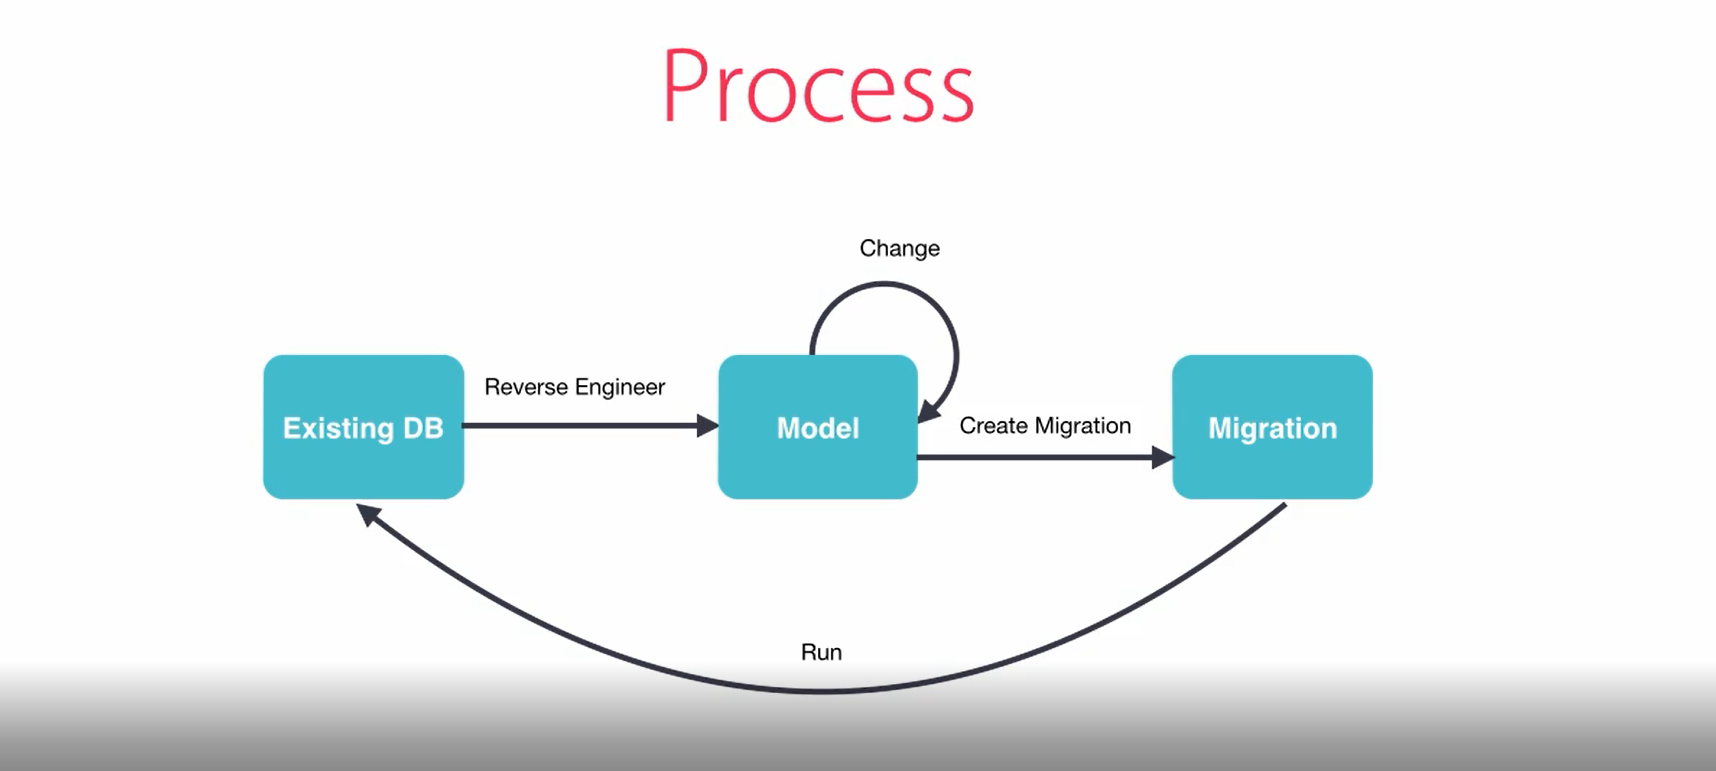 Process
Change
Reverse Engineer
Existing DB
Model
Create Migration
Migration
Run